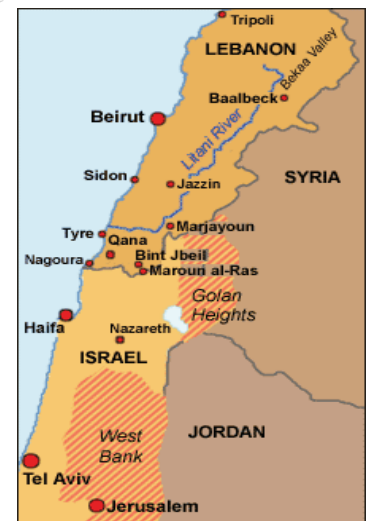 Tripoli
LEBANON
Bekaa Valley
Baalbeck
Beirut
Litani River
Sidon
Jazzin
SYRIA
Tyre
Marjayoun
Qana
Bint Jbeil
Nagoura
Maroun al-Ras
Golan
Heights
Haifa
Nazareth
ISRAEL
West
Bank
JORDAN
Tel Aviv
Jerusalem